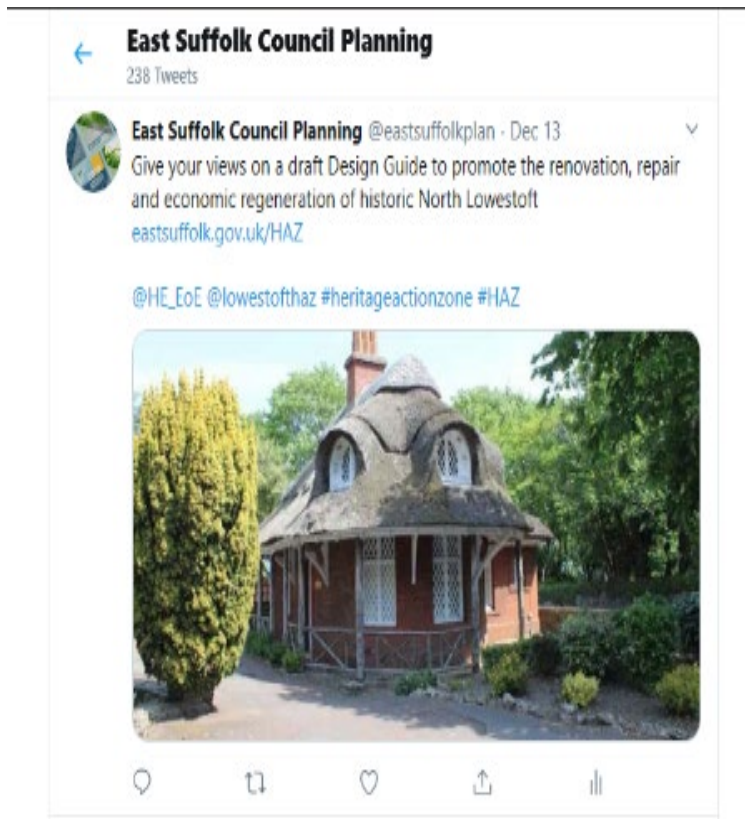 East Suffolk Council Planning
238 Tweets
East Suffolk Council Planning @eastsuffolkplan · Dec 13
Give your views on a draft Design Guide to promote the renovation, repair
and economic regeneration of historic North Lowestoft
eastsuffolk.gov.uk/HAZ
@HE_EoE @lowestofthaz #heritageactionzone #HAZ